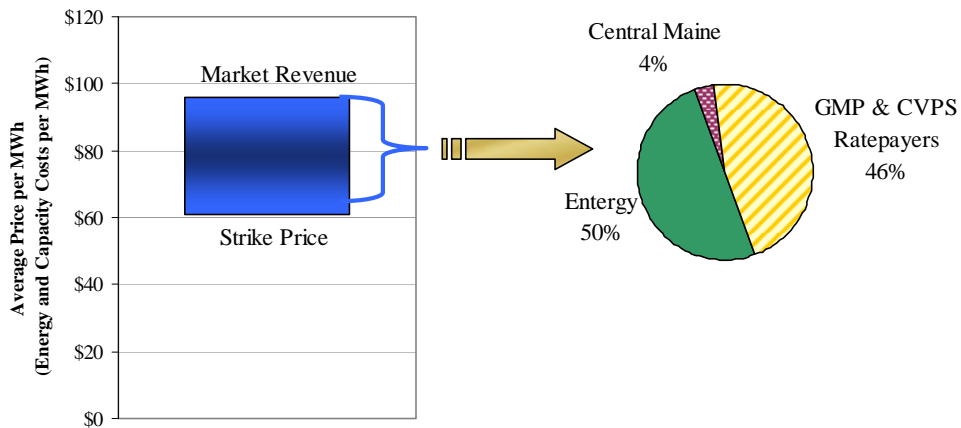 Average Price per MWh
(Energy and Capacity Costs per MWh)
$120
$100
$80
$60
$40
$20
$0
Market Revenue
Strike Price
Central Maine
4%
GMP & CVPS
Ratepayers
46%
Entergy
50%